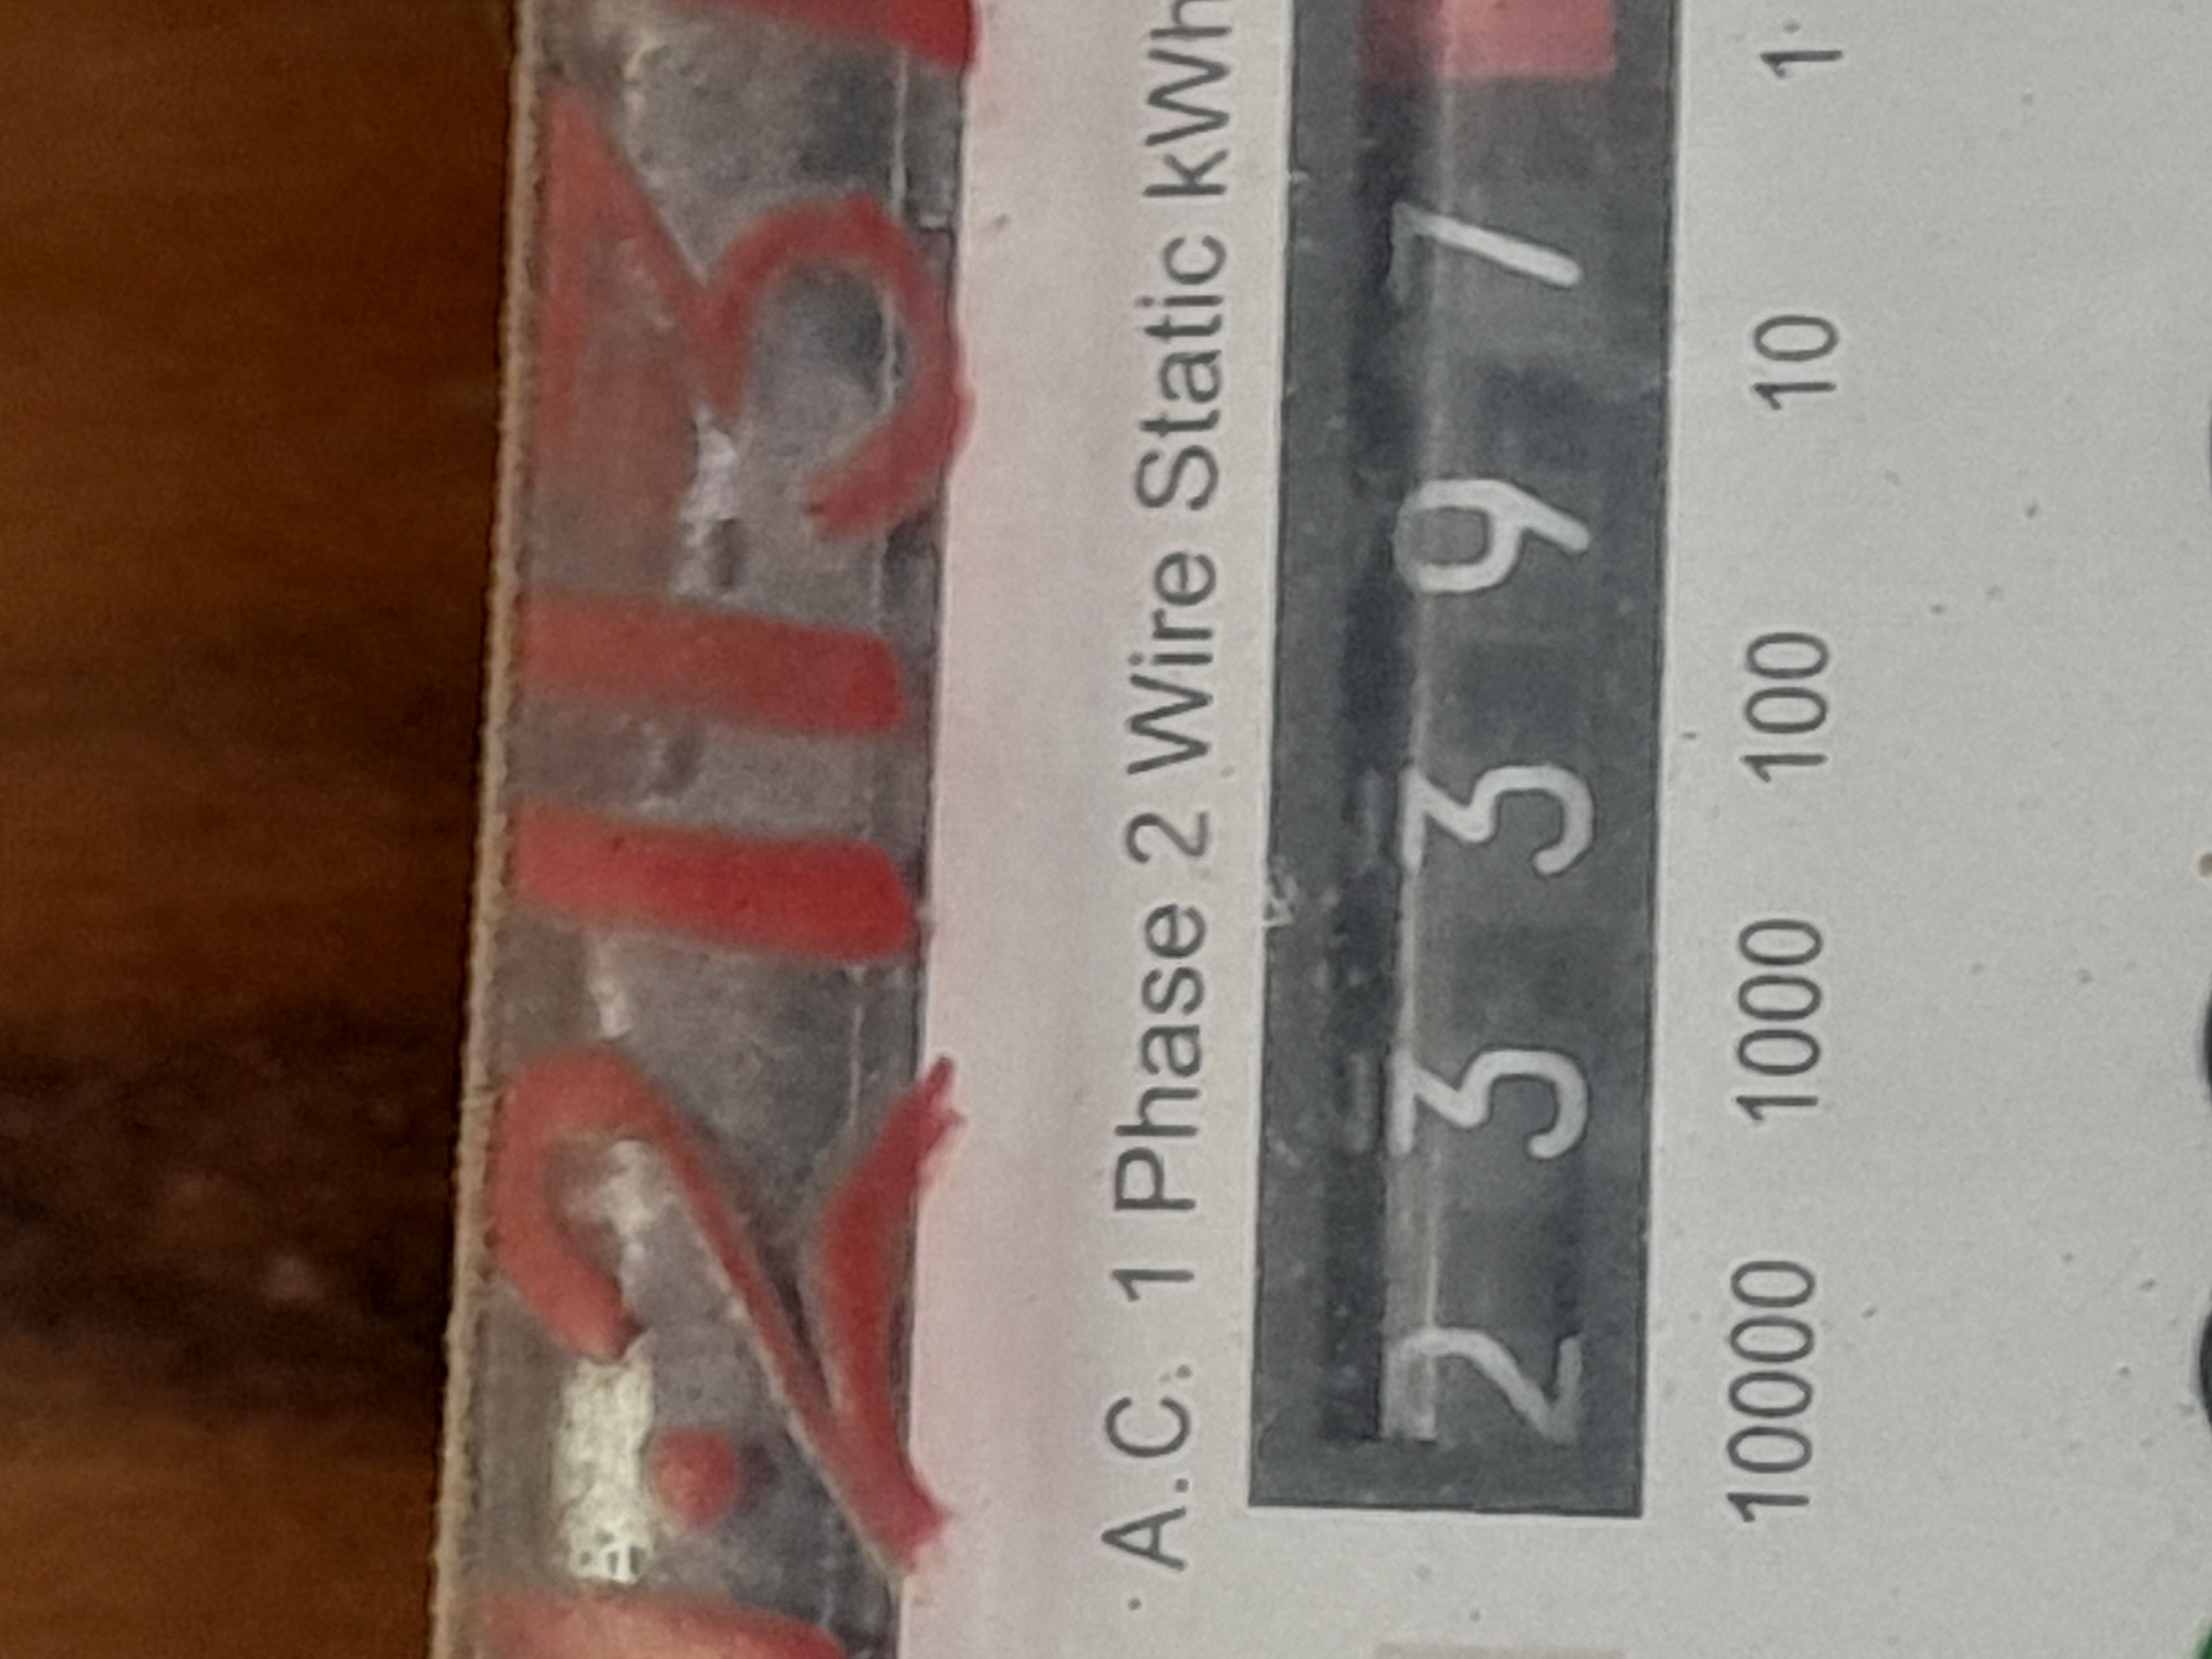 2113
A.C. 1 Phase 2 Wire Static kWh
23397
10000 1000 100 10 1